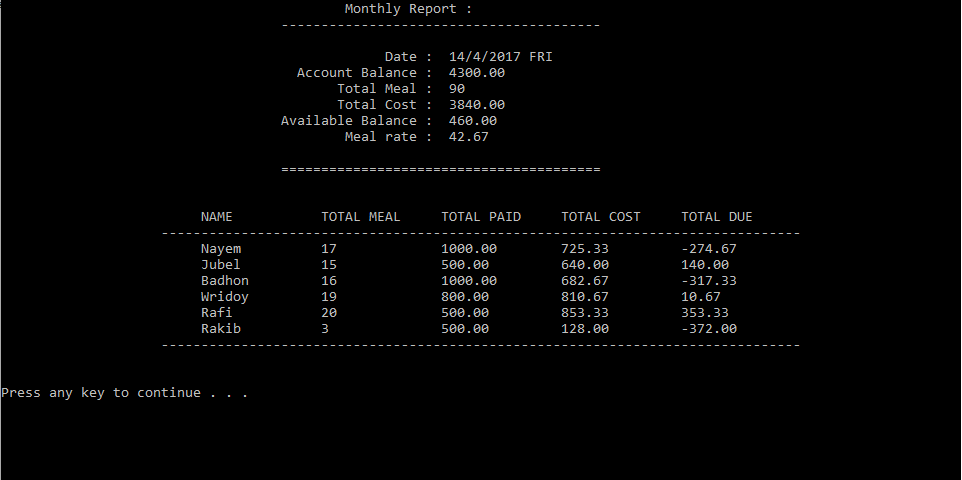 Monthly Report :
----------------------------------------
Date : 14/4/2017 FRI
Account Balance : 4300.00
Total Meal : 90
Total Cost : 3840.00
Available Balance : 460.00
Meal rate : 42.67
========================================
NAME TOTAL MEAL TOTAL PAID TOTAL COST TOTAL DUE
--------------------------------------------------------------------------------
Nayem 17 1000.00 725.33 -274.67
Jubel 15 500.00 640.00 140.00
Badhon 16 1000.00 682.67 -317.33
Wridoy 19 800.00 810.67 10.67
Rafi 20 500.00 853.33 353.33
Rakib 3 500.00 128.00 -372.00
--------------------------------------------------------------------------------
Press any key to continue . . .